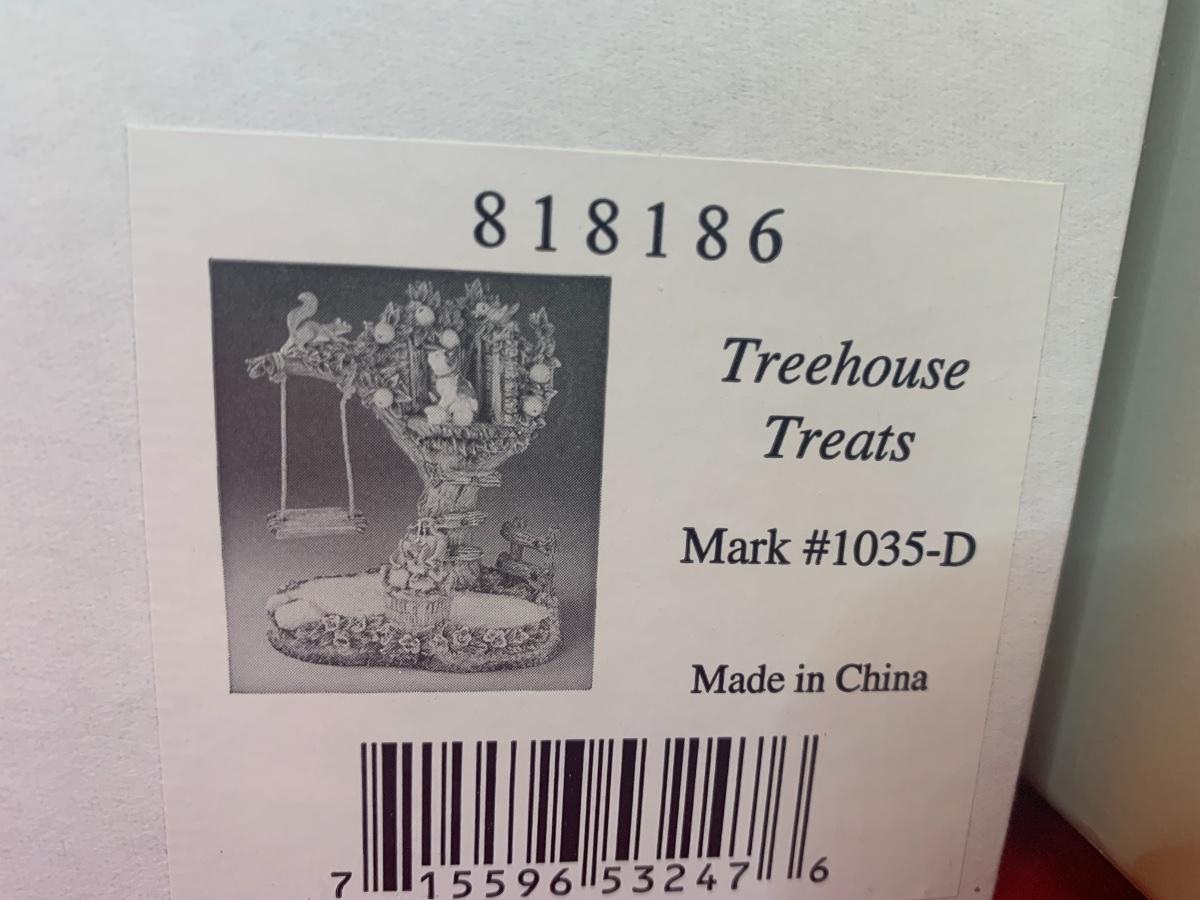 818186
Treehouse
Treats
Mark #1035-D
Made in China
7 15596 53247 6